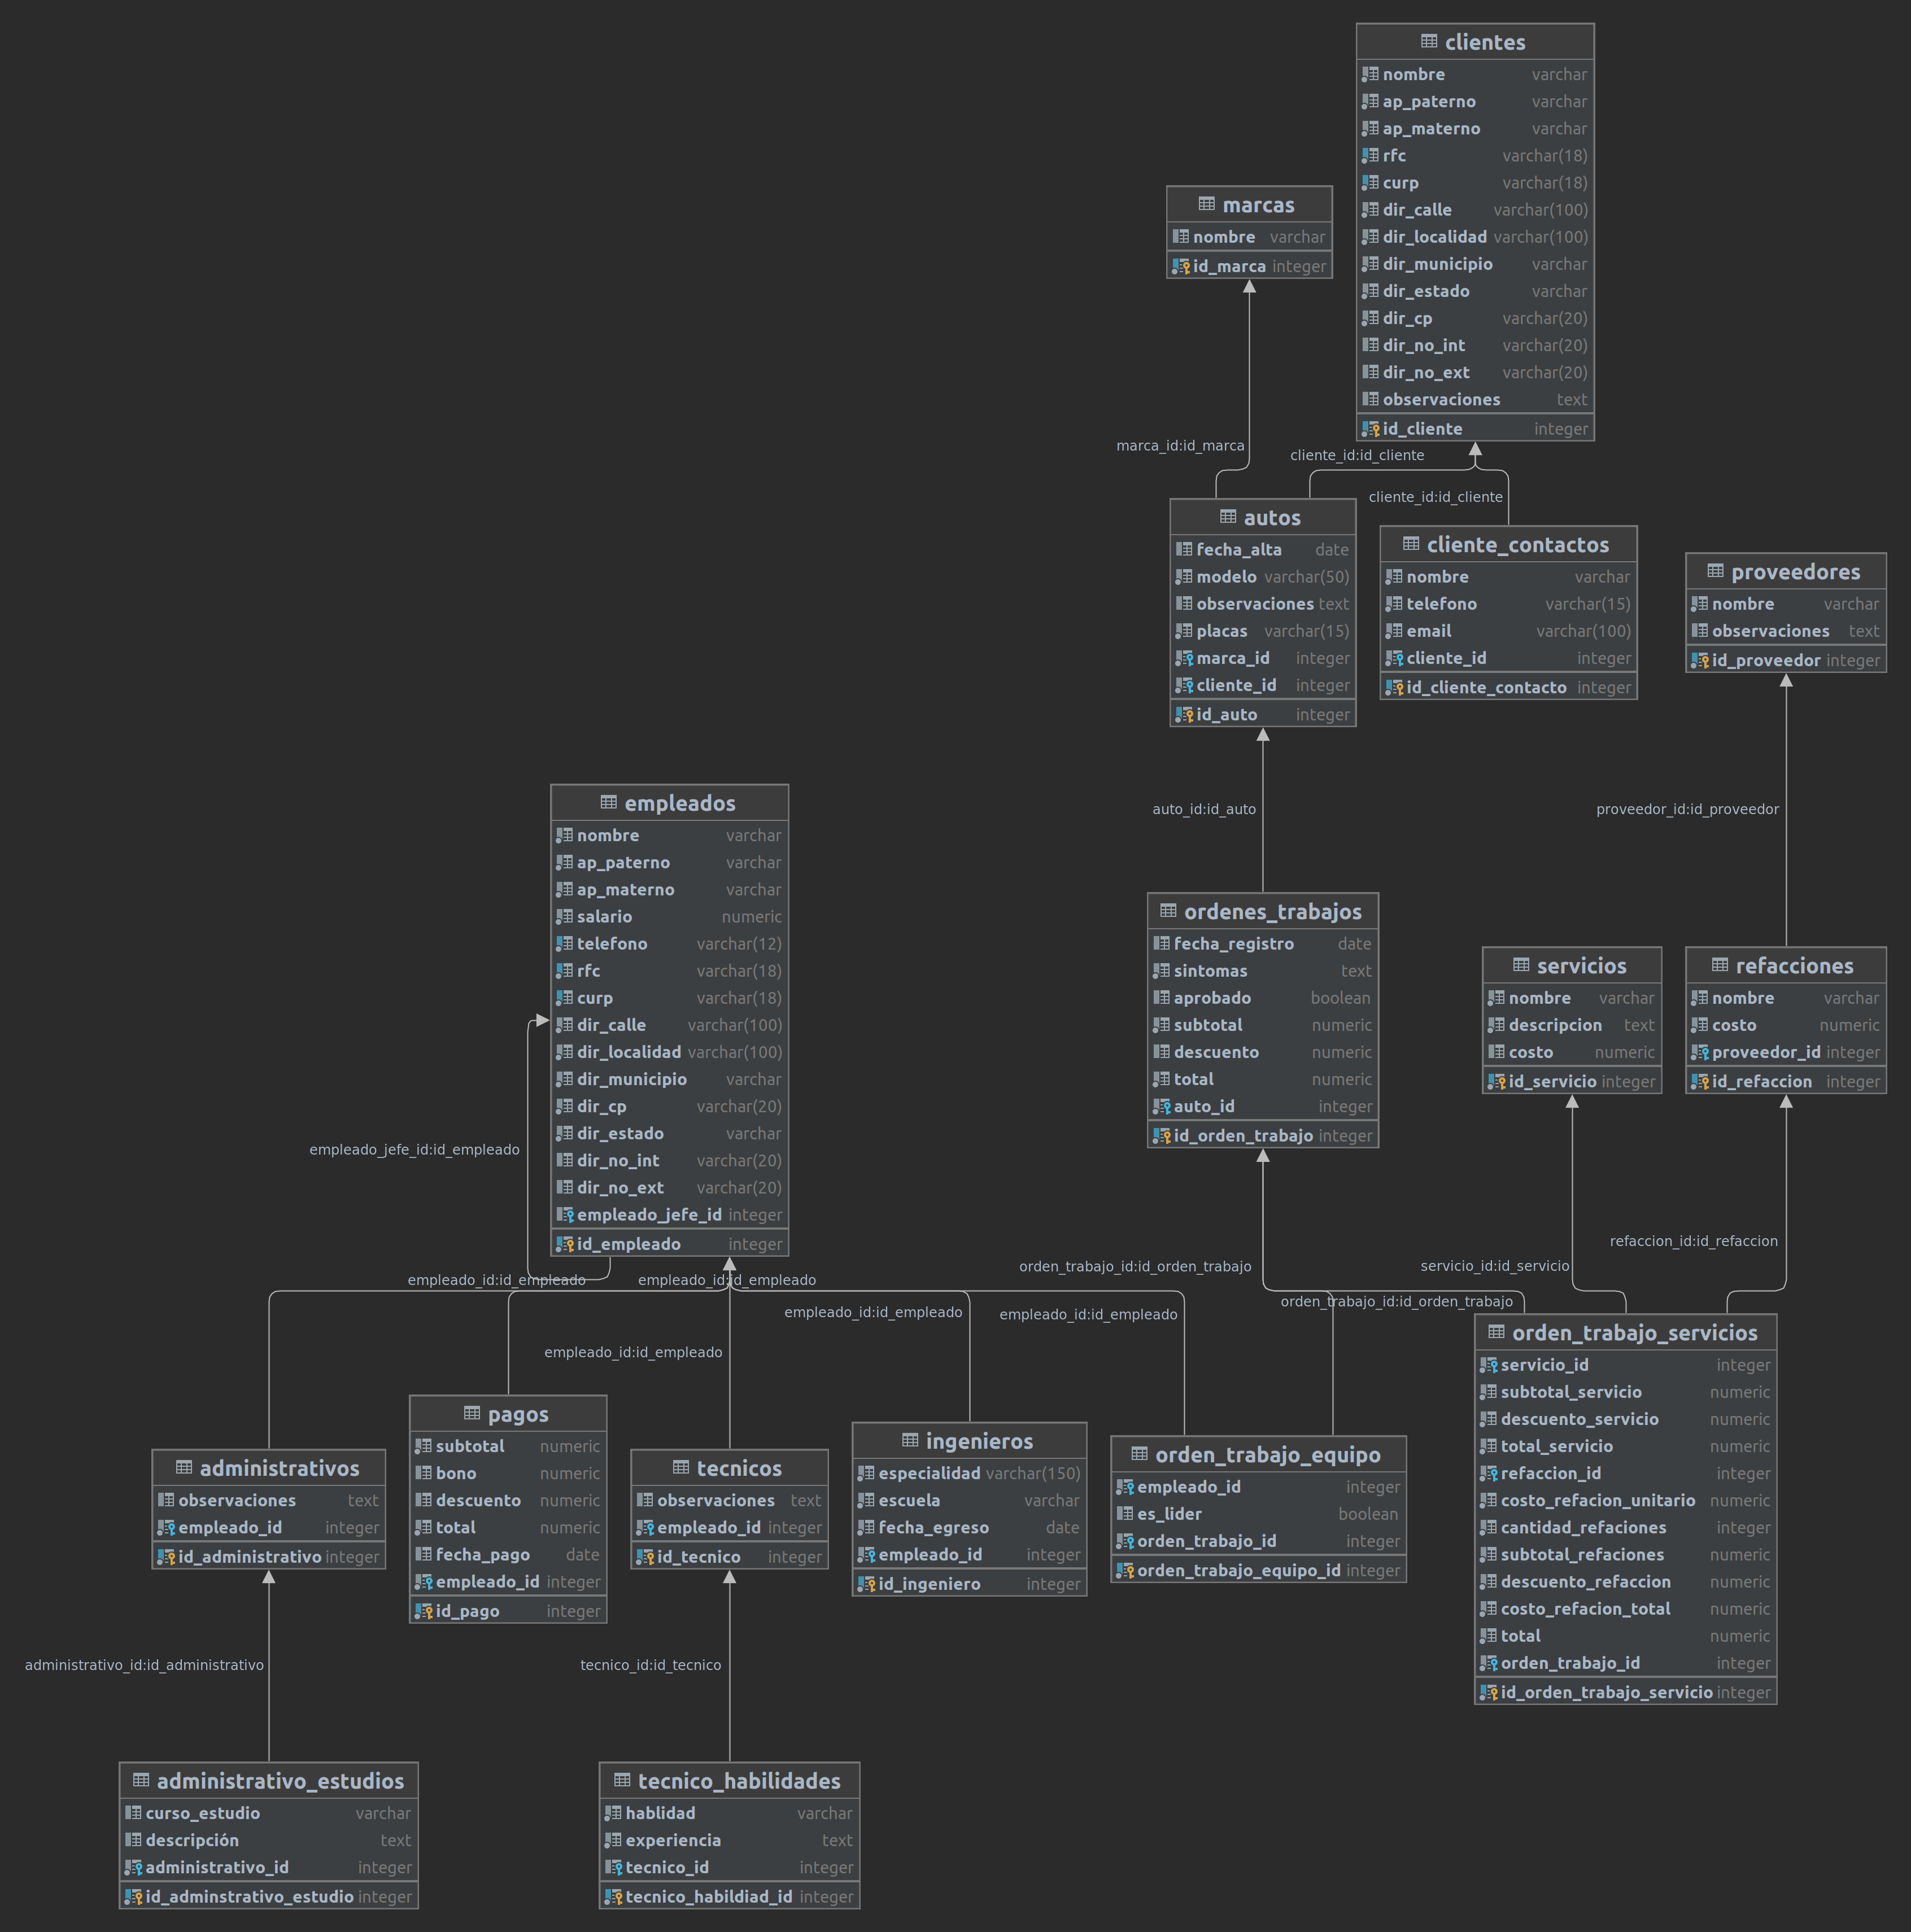 clientes
nombre varchar
ap_paterno varchar
ap_materno varchar
rfc varchar(18)
curp varchar(18)
dir_calle varchar(100)
dir_localidad varchar(100)
dir_municipio varchar
dir_estado varchar
dir_cp varchar(20)
dir_no_int varchar(20)
dir_no_ext varchar(20)
observaciones text
id_cliente integer
marcas
nombre varchar
id_marca integer
marca_id:id_marca
cliente_id:id_cliente
cliente_id:id_cliente
autos
fecha_alta date
modelo varchar(50)
observaciones text
placas varchar(15)
marca_id integer
cliente_id integer
id_auto integer
cliente_contactos
nombre varchar
telefono varchar(15)
email varchar(100)
cliente_id integer
id_cliente_contacto integer
proveedores
nombre varchar
observaciones text
id_proveedor integer
auto_id:id_auto
proveedor_id:id_proveedor
empleados
nombre varchar
ap_paterno varchar
ap_materno varchar
salario numeric
telefono varchar(12)
rfc varchar(18)
curp varchar(18)
dir_calle varchar(100)
dir_localidad varchar(100)
dir_municipio varchar
dir_cp varchar(20)
dir_estado varchar
dir_no_int varchar(20)
dir_no_ext varchar(20)
empleado_jefe_id integer
id_empleado integer
empleado_jefe_id:id_empleado
ordenes_trabajos
fecha_registro date
sintomas text
aprobado boolean
subtotal numeric
descuento numeric
total numeric
auto_id integer
id_orden_trabajo integer
servicios
nombre varchar
descripcion text
costo numeric
id_servicio integer
refacciones
nombre varchar
costo numeric
proveedor_id integer
id_refaccion integer
refaccion_id:id_refaccion
servicio_id:id_servicio
orden_trabajo_id:id_orden_trabajo
orden_trabajo_id:id_orden_trabajo
empleado_id:id_empleado
empleado_id:id_empleado
empleado_id:id_empleado
empleado_id:id_empleado
empleado_id:id_empleado
administrativos
observaciones text
empleado_id integer
id_administrativo integer
pagos
subtotal numeric
bono numeric
descuento numeric
total numeric
fecha_pago date
empleado_id integer
id_pago integer
tecnicos
observaciones text
empleado_id integer
id_tecnico integer
ingenieros
especialidad varchar(150)
escuela varchar
fecha_egreso date
empleado_id integer
id_ingeniero integer
orden_trabajo_equipo
empleado_id integer
es_lider boolean
orden_trabajo_id integer
orden_trabajo_equipo_id integer
orden_trabajo_servicios
servicio_id integer
subtotal_servicio numeric
descuento_servicio numeric
total_servicio numeric
refaccion_id integer
costo_refacion_unitario numeric
cantidad_refaciones integer
subtotal_refaciones numeric
descuento_refaccion numeric
costo_refacion_total numeric
total numeric
orden_trabajo_id integer
id_orden_trabajo_servicio integer
administrativo_id:id_administrativo
tecnico_id:id_tecnico
administrativo_estudios
curso_estudio varchar
descripción text
administrativo_id integer
id_adminstrativo_estudio integer
tecnico_habilidades
hablidad varchar
experiencia text
tecnico_id integer
tecnico_habildiad_id integer